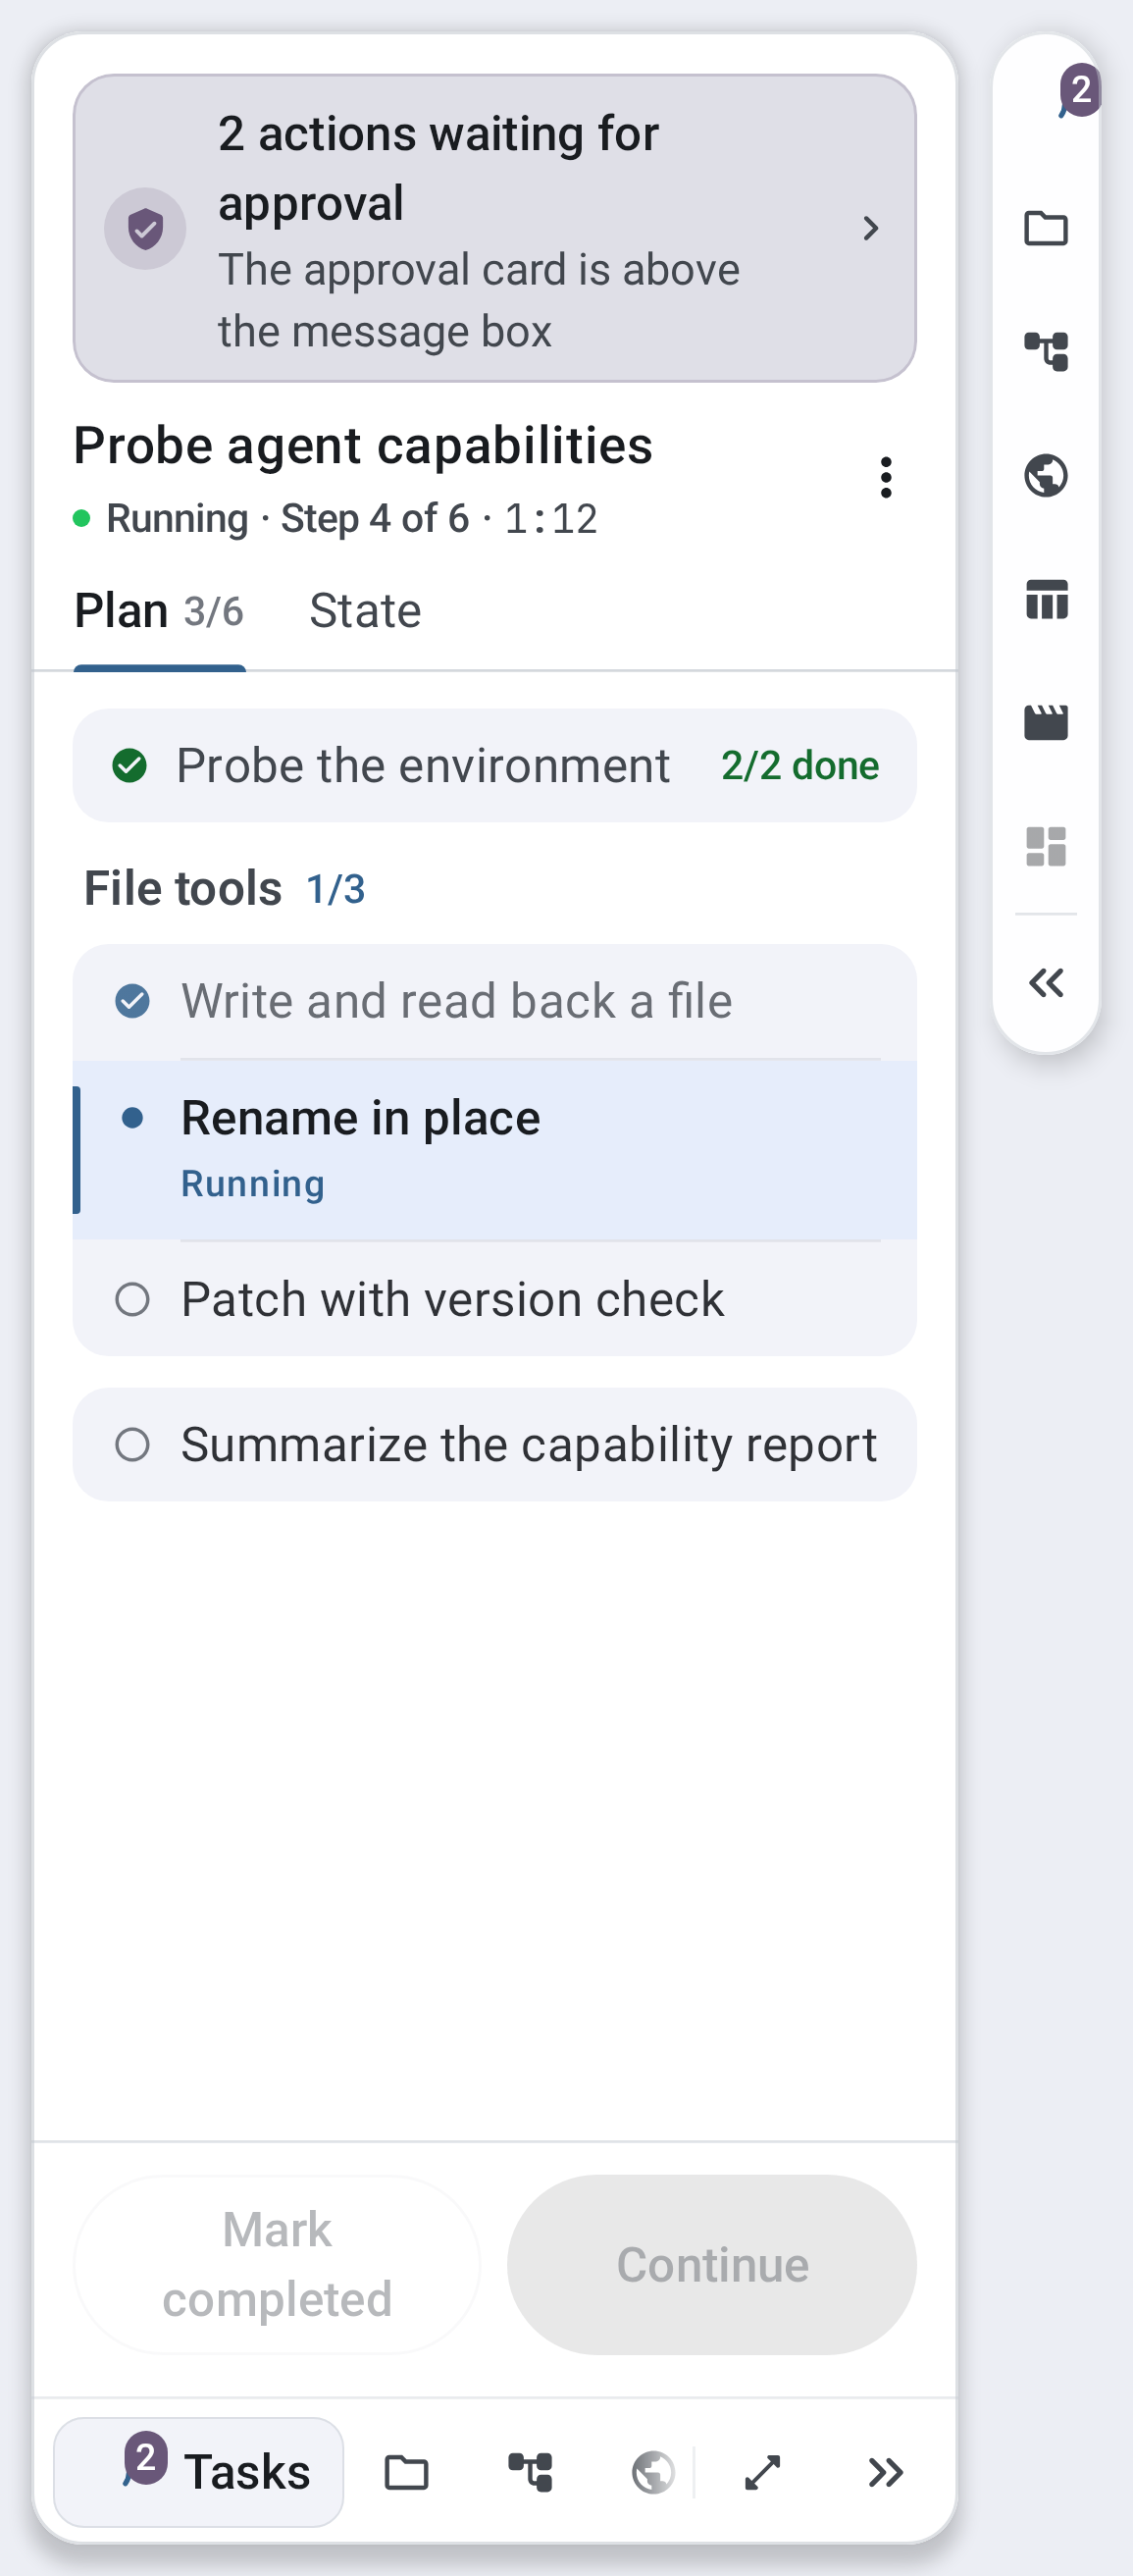 2 actions waiting for
approval
The approval card is above
the message box
Probe agent capabilities
Running · Step 4 of 6 · 1:12
Plan 3/6 State
Probe the environment 2/2 done
File tools 1/3
Write and read back a file
Rename in place
Running
Patch with version check
Summarize the capability report
Mark
completed
Continue
2 Tasks
2